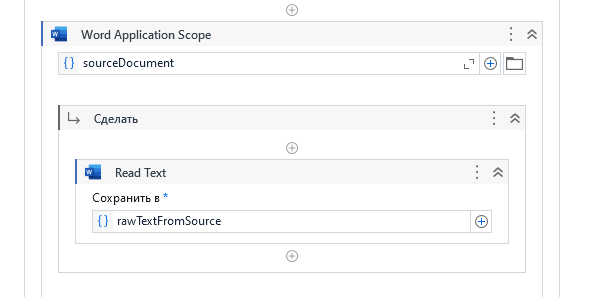 Word Application Scope
{} sourceDocument
Сделать
Read Text
Сохранить в *
{} rawTextFromSource